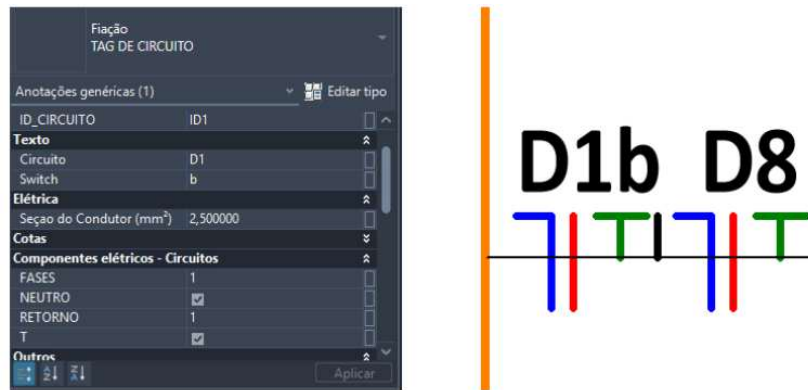 Fiação
TAG DE CIRCUITO
Anotações genéricas (1)
Editar tipo
ID_CIRCUITO ID1
Texto
Circuito D1
Switch b
Elétrica
Seçao do Condutor (mm²) 2,500000
Cotas
Componentes elétricos - Circuitos
FASES 1
NEUTRO
RETORNO 1
T
Outros
Aplicar
D1b D8